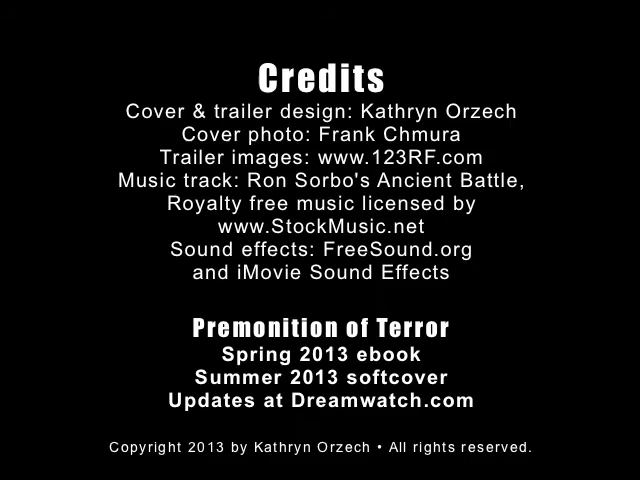 Credits
Cover & trailer design: Kathryn Orzech
Cover photo: Frank Chmura
Trailer images: www.123RF.com
Music track: Ron Sorbo's Ancient Battle,
Royalty free music licensed by
www.StockMusic.net
Sound effects: FreeSound.org
and iMovie Sound Effects
Premonition of Terror
Spring 2013 ebook
Summer 2013 softcover
Updates at Dreamwatch.com
Copyright 2013 by Kathryn Orzech • All rights reserved.